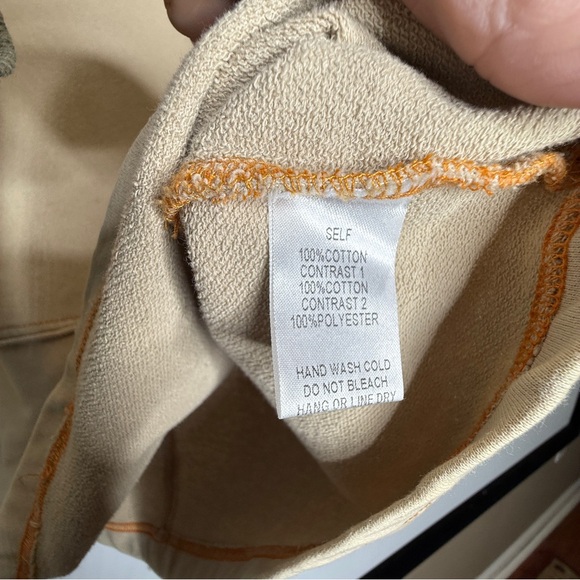 SELF
100%COTTON
CONTRAST 1
100%COTTON
CONTRAST 2
100%POLYESTER
HAND WASH COLD
DO NOT BLEACH
HANG OR LINE DRY